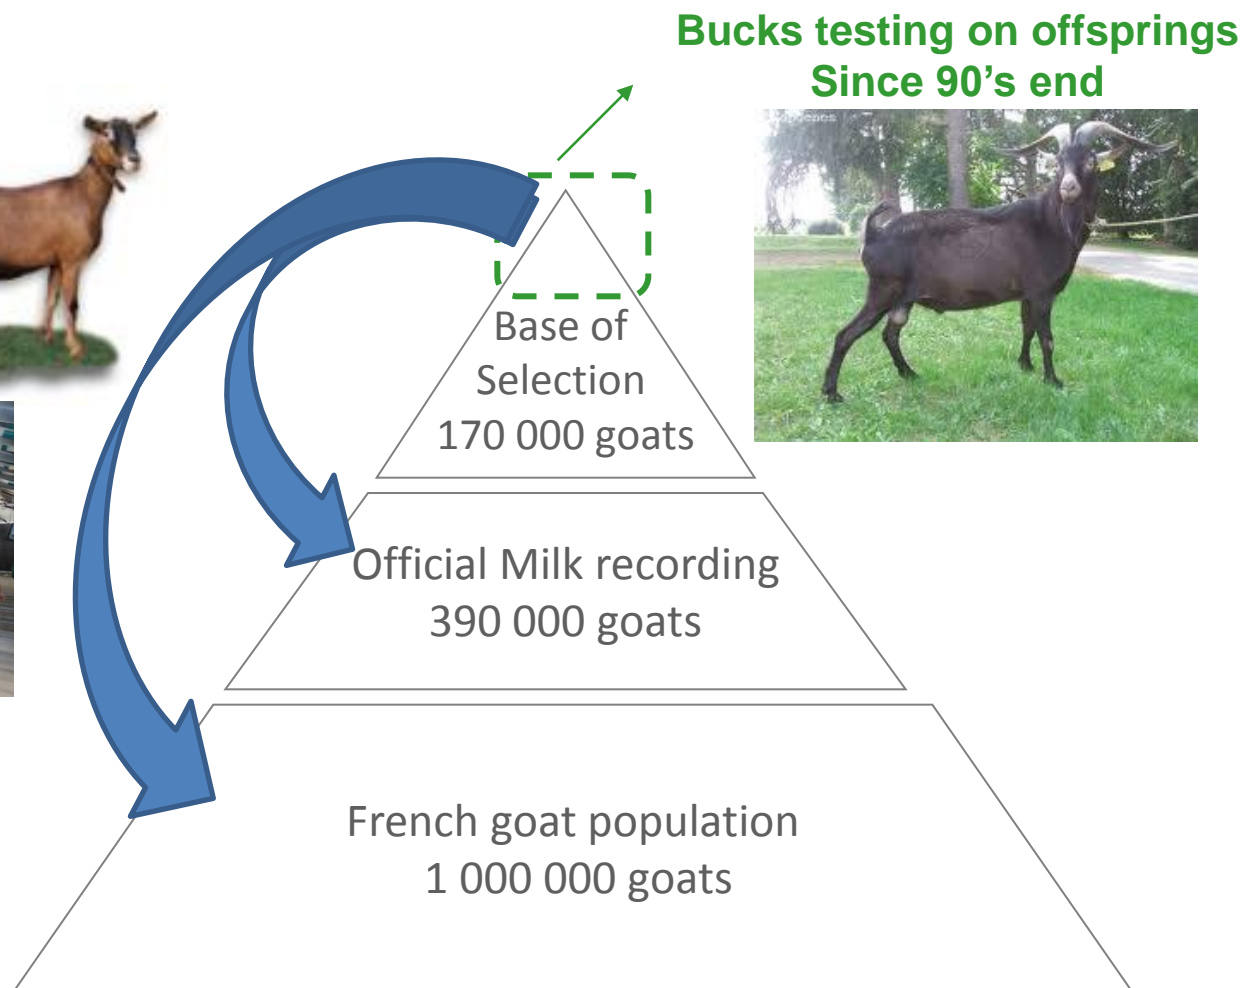 Bucks testing on offsprings
Since 90’s end
Base of
Selection
170 000 goats
Official Milk recording
390 000 goats
French goat population
1 000 000 goats